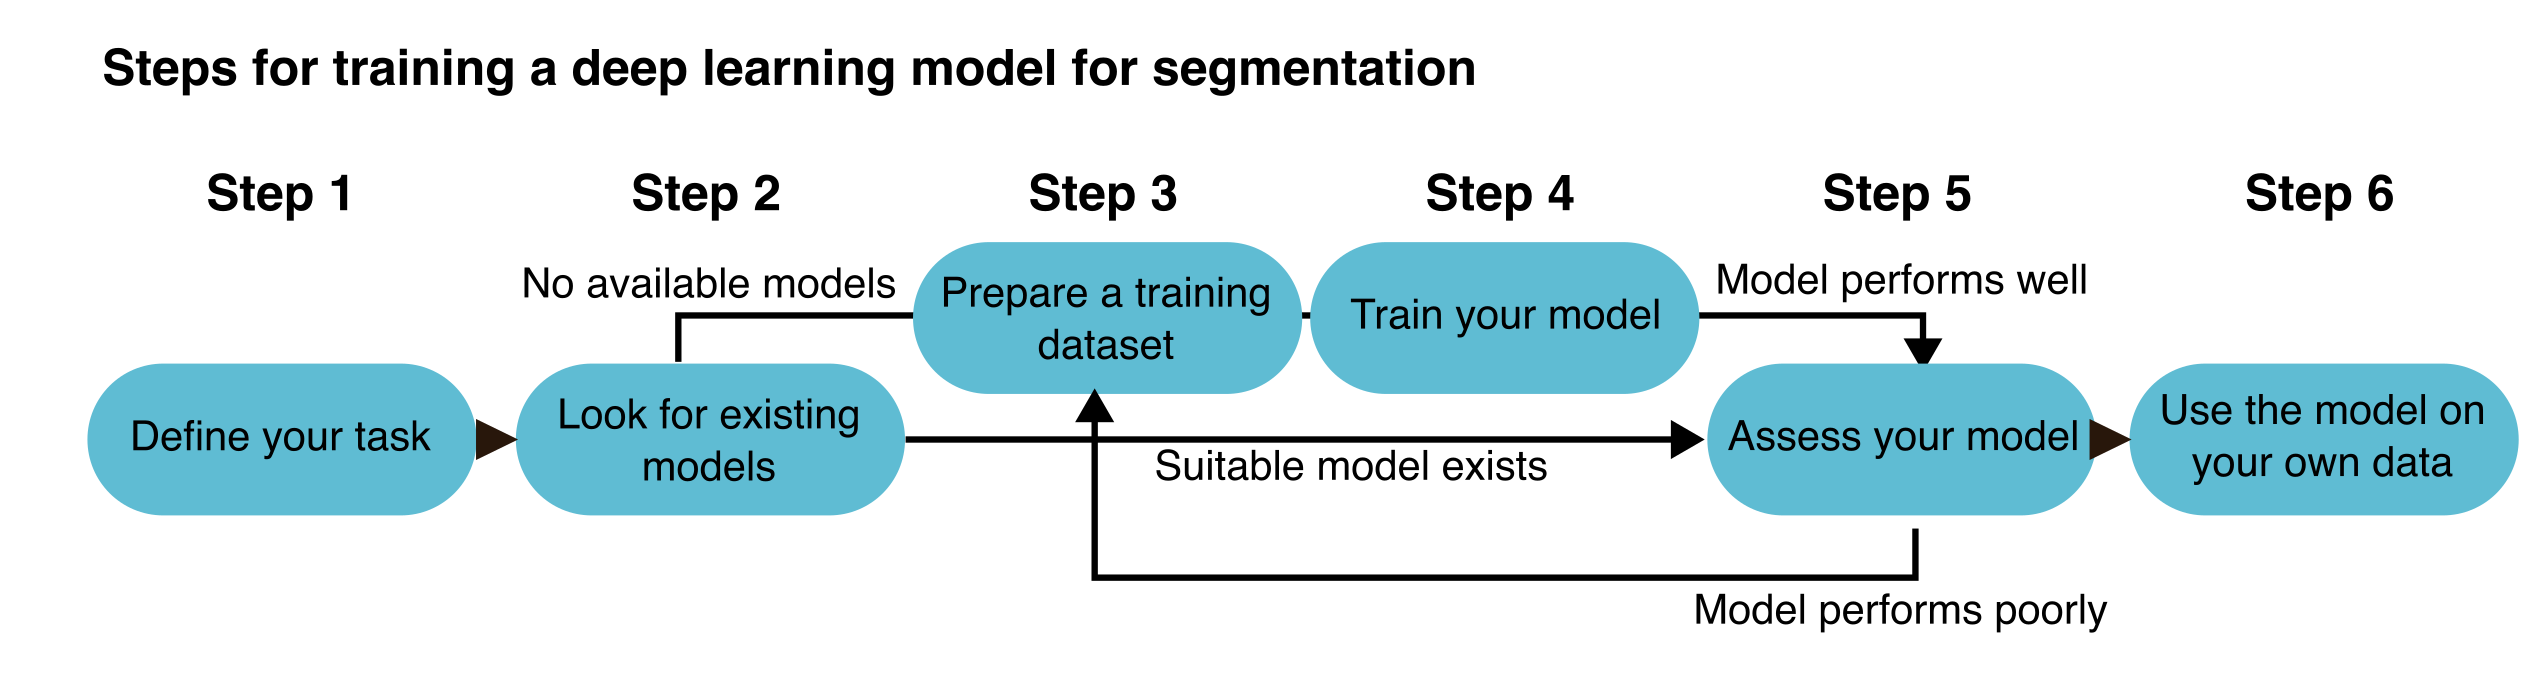 Steps for training a deep learning model for segmentation
Step 1
Step 2
Step 3
Step 4
Step 5
Step 6
No available models
Prepare a training
dataset
Train your model
Model performs well
Define your task
Look for existing
models
Suitable model exists
Assess your model
Use the model on
your own data
Model performs poorly